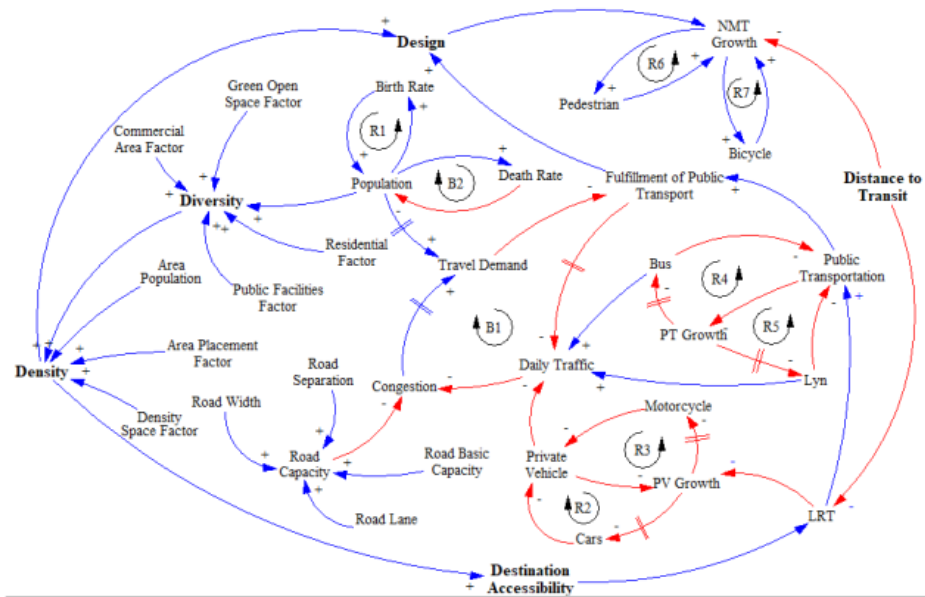 Design
NMT
Growth
R6
Pedestrian
R7
Bicycle
Green Open
Space Factor
Birth Rate
R1
Commercial
Area Factor
Population
B2
Death Rate
Fulfillment of Public
Transport
Distance to
Transit
Diversity
Residential
Factor
Travel Demand
Area
Population
Public Facilities
Factor
Bus
R4
Public
Transportation
PT Growth
R5
B1
Lyn
Density
Area Placement
Factor
Road
Separation
Congestion
Daily Traffic
Density
Space Factor
Road Width
Motorcycle
Road
Capacity
Road Basic
Capacity
Private
Vehicle
R3
PV Growth
R2
Cars
Road Lane
LRT
Destination
Accessibility